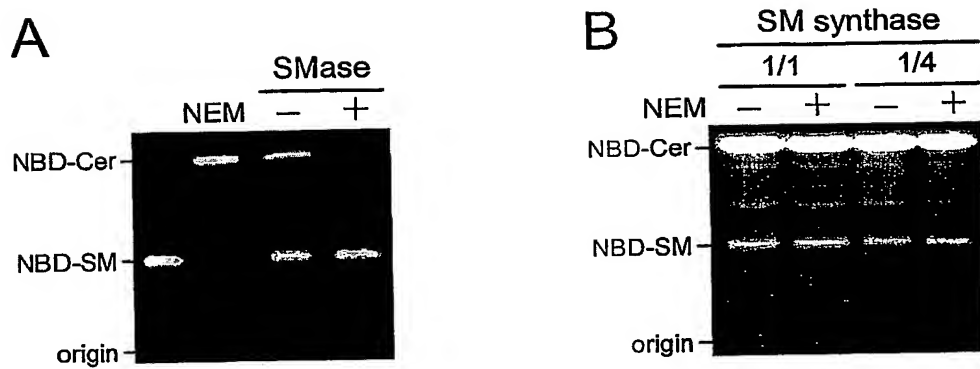 A
SMase
NEM − +
NBD-Cer
NBD-SM
origin
B
SM synthase
1/1 1/4
NEM − + − +
NBD-Cer
NBD-SM
origin